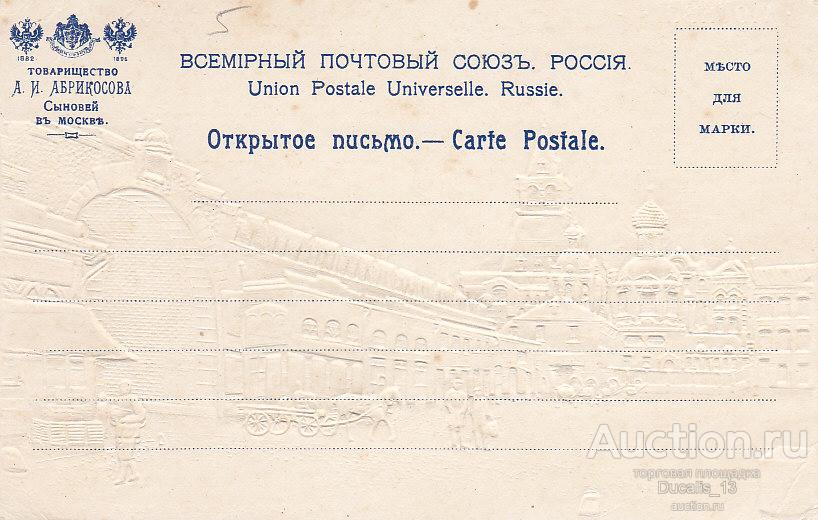 5
1882 1896
ТОВАРИЩЕСТВО
А. И. АБРИКОСОВА
Сыновей
ВЪ МОСКВѢ.
ВСЕМІРНЫЙ ПОЧТОВЫЙ СОЮЗЪ. РОССІЯ.
Union Postale Universelle. Russie.
Открытое письмо.— Carte Postale.
МѢСТО
ДЛЯ
МАРКИ.
Auction.ru
торговая площадка
Ducalis_13
auction.ru